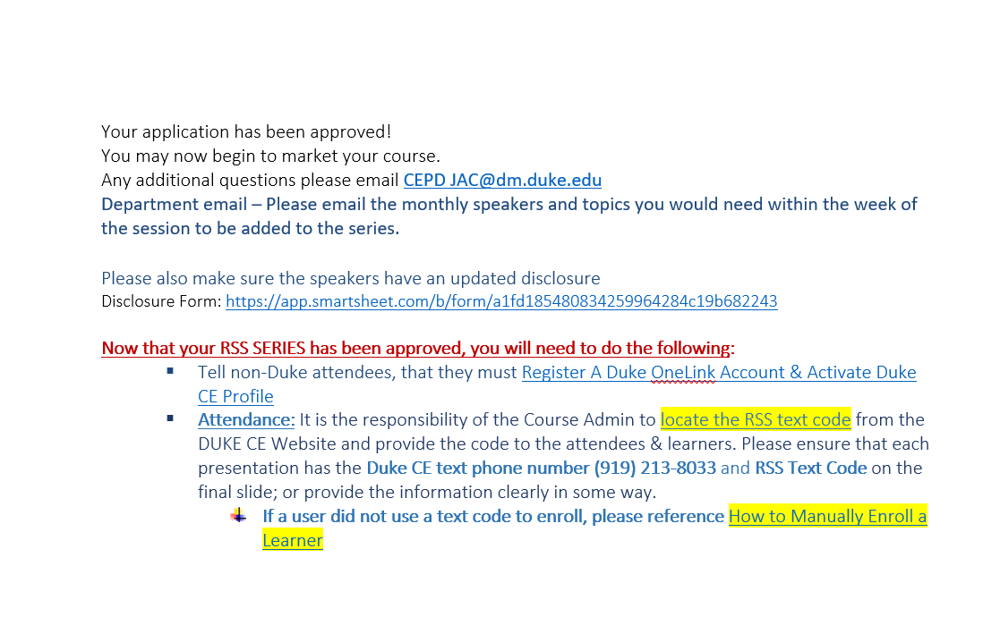 Your application has been approved!
You may now begin to market your course.
Any additional questions please email CEPD JAC@dm.duke.edu
Department email – Please email the monthly speakers and topics you would need within the week of
the session to be added to the series.
Please also make sure the speakers have an updated disclosure
Disclosure Form: https://app.smartsheet.com/b/form/a1fd185480834259964284c19b682243
Now that your RSS SERIES has been approved, you will need to do the following:
▪ Tell non-Duke attendees, that they must Register A Duke OneLink Account & Activate Duke
CE Profile
▪ Attendance: It is the responsibility of the Course Admin to locate the RSS text code from the
DUKE CE Website and provide the code to the attendees & learners. Please ensure that each
presentation has the Duke CE text phone number (919) 213-8033 and RSS Text Code on the
final slide; or provide the information clearly in some way.
If a user did not use a text code to enroll, please reference How to Manually Enroll a
Learner